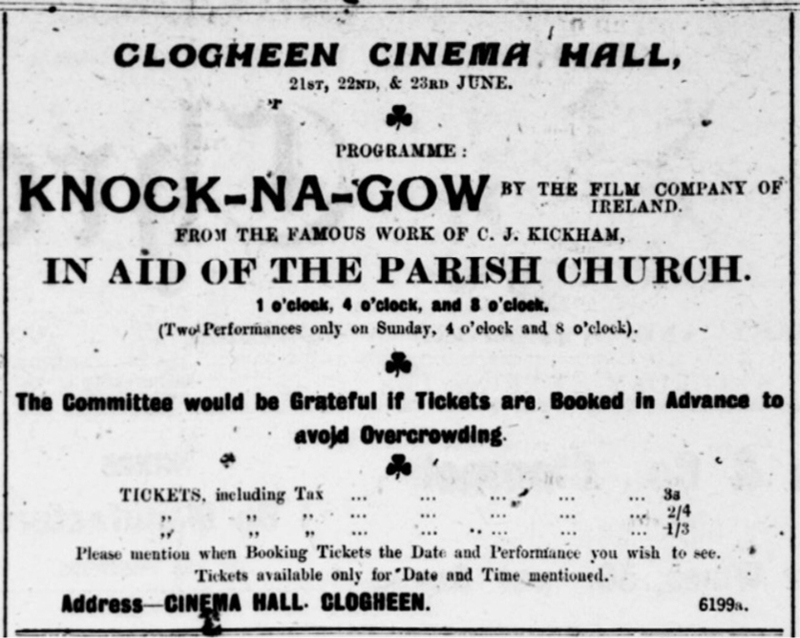 CLOGHEEN CINEMA HALL,
21ST, 22ND, & 23RD JUNE.
PROGRAMME:
KNOCK-NA-GOW BY THE FILM COMPANY OF
IRELAND.
FROM THE FAMOUS WORK OF C. J. KICKHAM,
IN AID OF THE PARISH CHURCH.
1 o'clock, 4 o'clock, and 8 o'clock.
(Two Performances only on Sunday, 4 o'clock and 8 o'clock).
The Committee would be Grateful if Tickets are Booked in Advance to
avoid Overcrowding.
TICKETS, including Tax ... ... ... ... ... 3s
„ „ „ ... ... ... ... ... 2/4
„ „ „ ... ... ... ... ... 1/3
Please mention when Booking Tickets the Date and Performance you wish to see.
Tickets available only for Date and Time mentioned.
Address—CINEMA HALL. CLOGHEEN. 6199a.